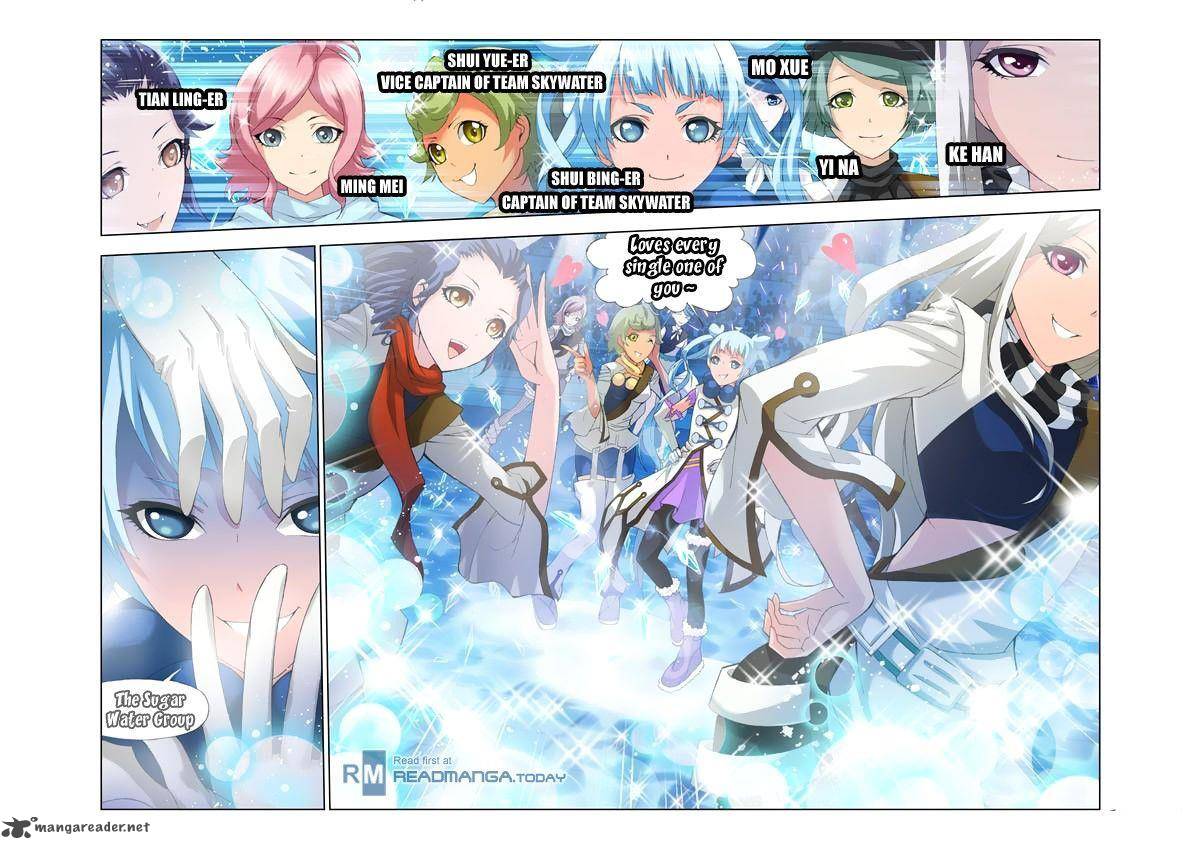 TIAN LING-ER
MING MEI
SHUI YUE-ER
VICE CAPTAIN OF TEAM SKYWATER
SHUI BING-ER
CAPTAIN OF TEAM SKYWATER
MO XUE
YI NA
KE HAN
The Sugar
Water Group
Loves every
single one of
you ~
RM
Read first at
READMANGA.TODAY
mangareader.net